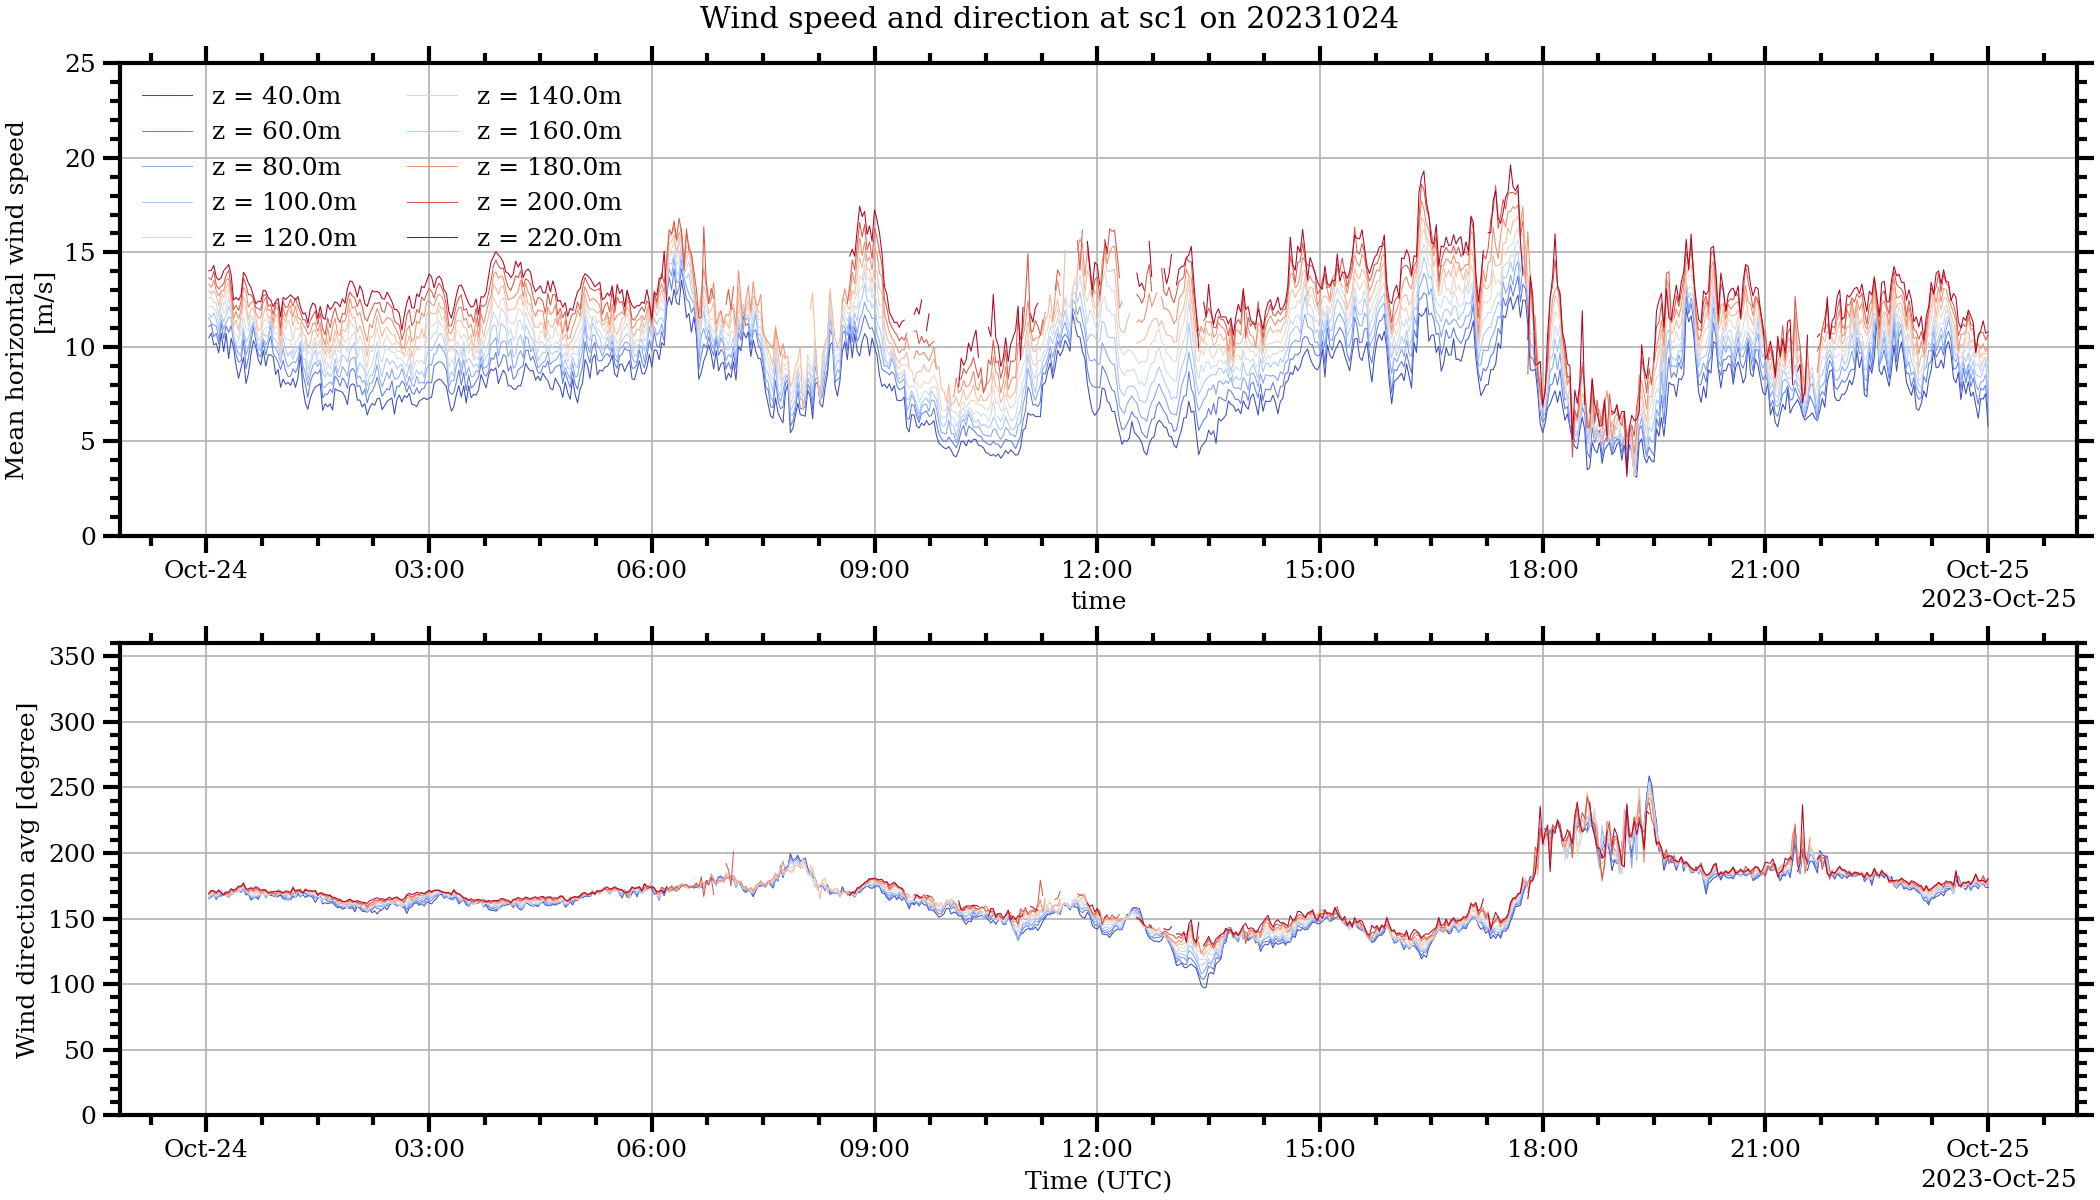 Wind speed and direction at sc1 on 20231024
Mean horizontal wind speed
[m/s]
25
20
15
10
5
0
z = 40.0m
z = 60.0m
z = 80.0m
z = 100.0m
z = 120.0m
z = 140.0m
z = 160.0m
z = 180.0m
z = 200.0m
z = 220.0m
Oct-24 03:00 06:00 09:00 12:00 15:00 18:00 21:00 Oct-25
time
2023-Oct-25
Wind direction avg [degree]
350
300
250
200
150
100
50
0
Oct-24 03:00 06:00 09:00 12:00 15:00 18:00 21:00 Oct-25
Time (UTC)
2023-Oct-25